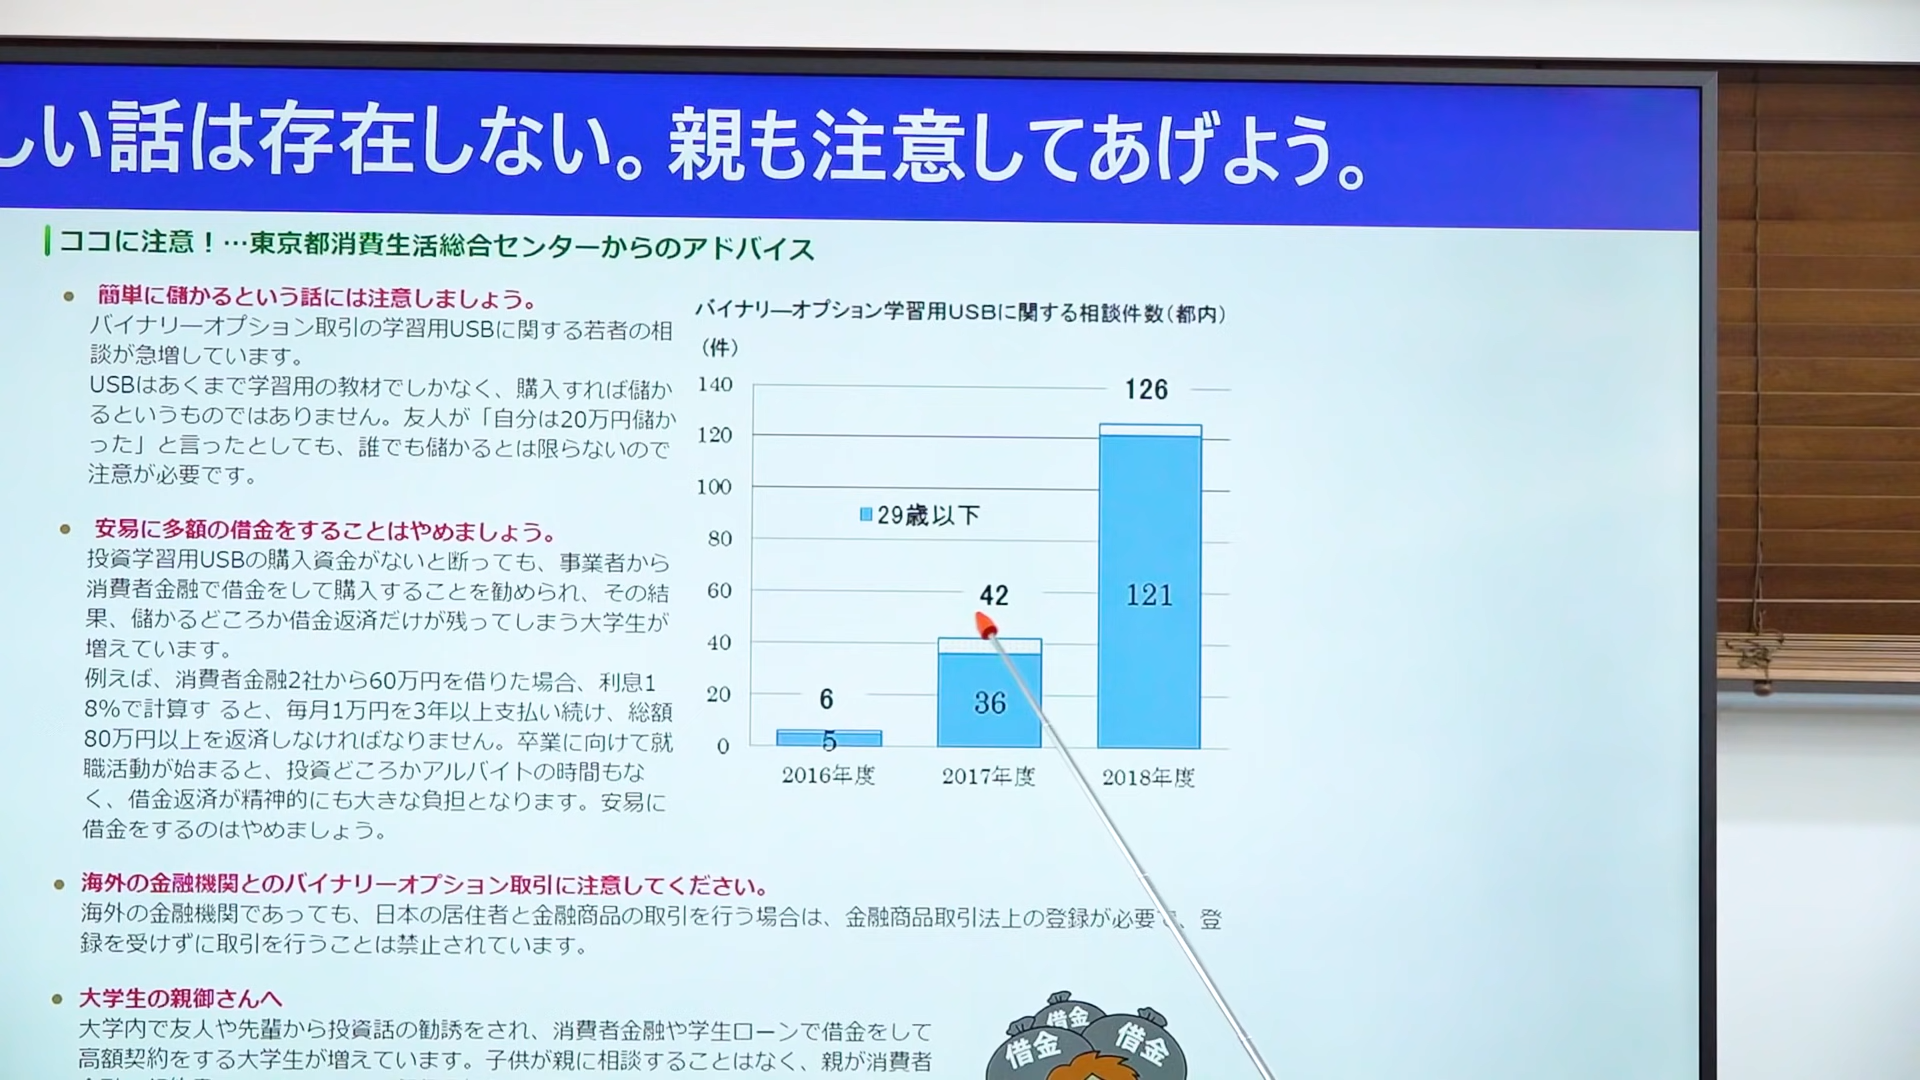 しい話は存在しない。親も注意してあげよう。
ココに注意！…東京都消費生活総合センターからのアドバイス
● 簡単に儲かるという話には注意しましょう。
バイナリーオプション取引の学習用USBに関する若者の相
談が急増しています。
USBはあくまで学習用の教材でしかなく、購入すれば儲か
るというものではありません。友人が「自分は20万円儲か
った」と言ったとしても、誰でも儲かるとは限らないので
注意が必要です。
● 安易に多額の借金をすることはやめましょう。
投資学習用USBの購入資金がないと断っても、事業者から
消費者金融で借金をして購入することを勧められ、その結
果、儲かるどころか借金返済だけが残ってしまう大学生が
増えています。
例えば、消費者金融2社から60万円を借りた場合、利息1
8%で計算す ると、毎月1万円を3年以上支払い続け、総額
80万円以上を返済しなければなりません。卒業に向けて就
職活動が始まると、投資どころかアルバイトの時間もな
く、借金返済が精神的にも大きな負担となります。安易に
借金をするのはやめましょう。
バイナリーオプション学習用USBに関する相談件数（都内）
（件）
140
120
100
80
60
40
20
0
29歳以下
6
5
42
36
126
121
2016年度
2017年度
2018年度
● 海外の金融機関とのバイナリーオプション取引に注意してください。
海外の金融機関であっても、日本の居住者と金融商品の取引を行う場合は、金融商品取引法上の登録が必要で、登
録を受けずに取引を行うことは禁止されています。
● 大学生の親御さんへ
大学内で友人や先輩から投資話の勧誘をされ、消費者金融や学生ローンで借金をして
高額契約をする大学生が増えています。子供が親に相談することはなく、親が消費者
借金
借金
借金